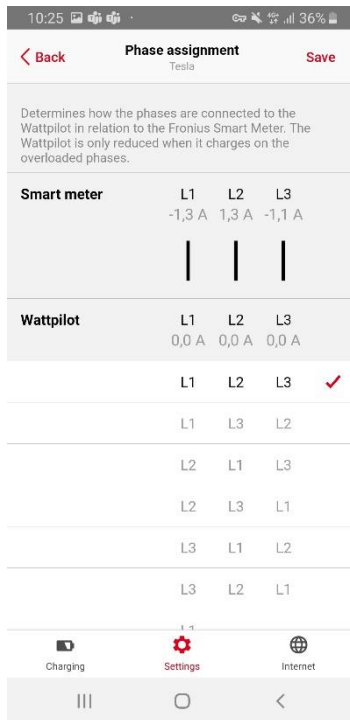 10:25 36%
Back Phase assignment Save
Tesla
Determines how the phases are connected to the
Wattpilot in relation to the Fronius Smart Meter. The
Wattpilot is only reduced when it charges on the
overloaded phases.
Smart meter L1 L2 L3
-1,3 A 1,3 A -1,1 A
Wattpilot L1 L2 L3
0,0 A 0,0 A 0,0 A
L1 L2 L3
L1 L3 L2
L2 L1 L3
L2 L3 L1
L3 L1 L2
L3 L2 L1
Charging Settings Internet